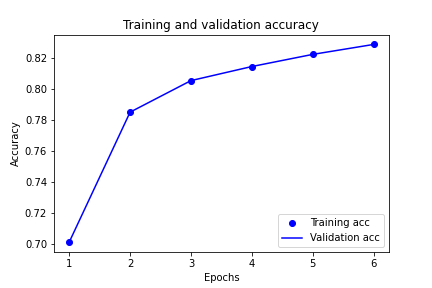 Training and validation accuracy
0.82
0.80
0.78
0.76
0.74
0.72
0.70
Accuracy
Training acc
Validation acc
1 2 3 4 5 6
Epochs